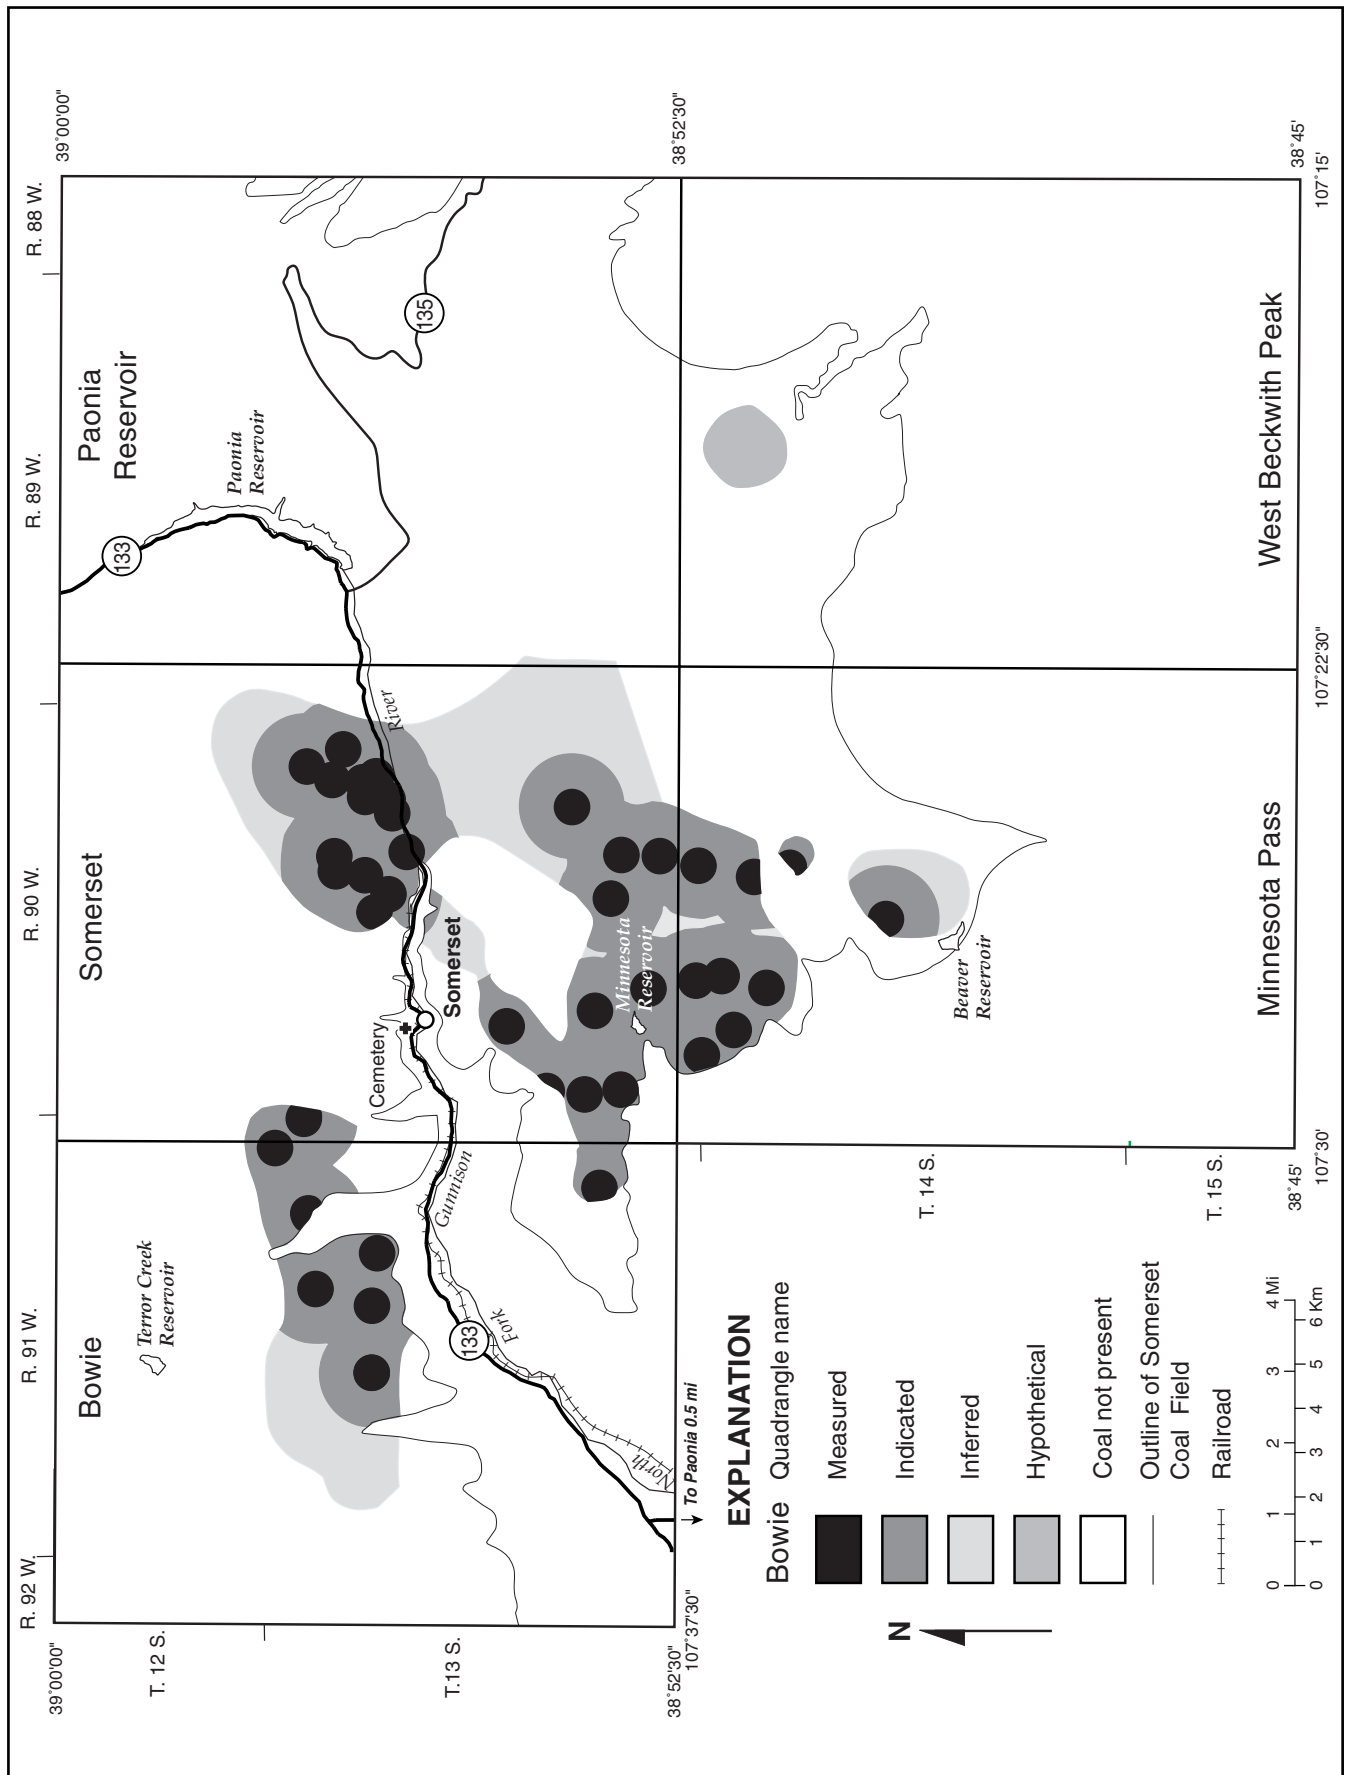 R. 92 W.
R. 91 W.
R. 90 W.
R. 89 W.
R. 88 W.
39°00'00"
39°00'00"
T. 12 S.
T.13 S.
38°52'30"
107°37'30"
38°52'30"
Bowie
Somerset
Paonia
Reservoir
133
Paonia
Reservoir
135
Terror Creek
Reservoir
Cemetery
Somerset
River
Gunnison
Fork
North
133
Minnesota
Reservoir
To Paonia 0.5 mi
Beaver
Reservoir
Minnesota Pass
West Beckwith Peak
T. 14 S.
T. 15 S.
38°45'
107°30'
107°22'30"
38°45'
107°15'
EXPLANATION
Bowie Quadrangle name
Measured
Indicated
Inferred
Hypothetical
Coal not present
Outline of Somerset
Coal Field
Railroad
N
0 1 2 3 4 Mi
0 1 2 3 4 5 6 Km